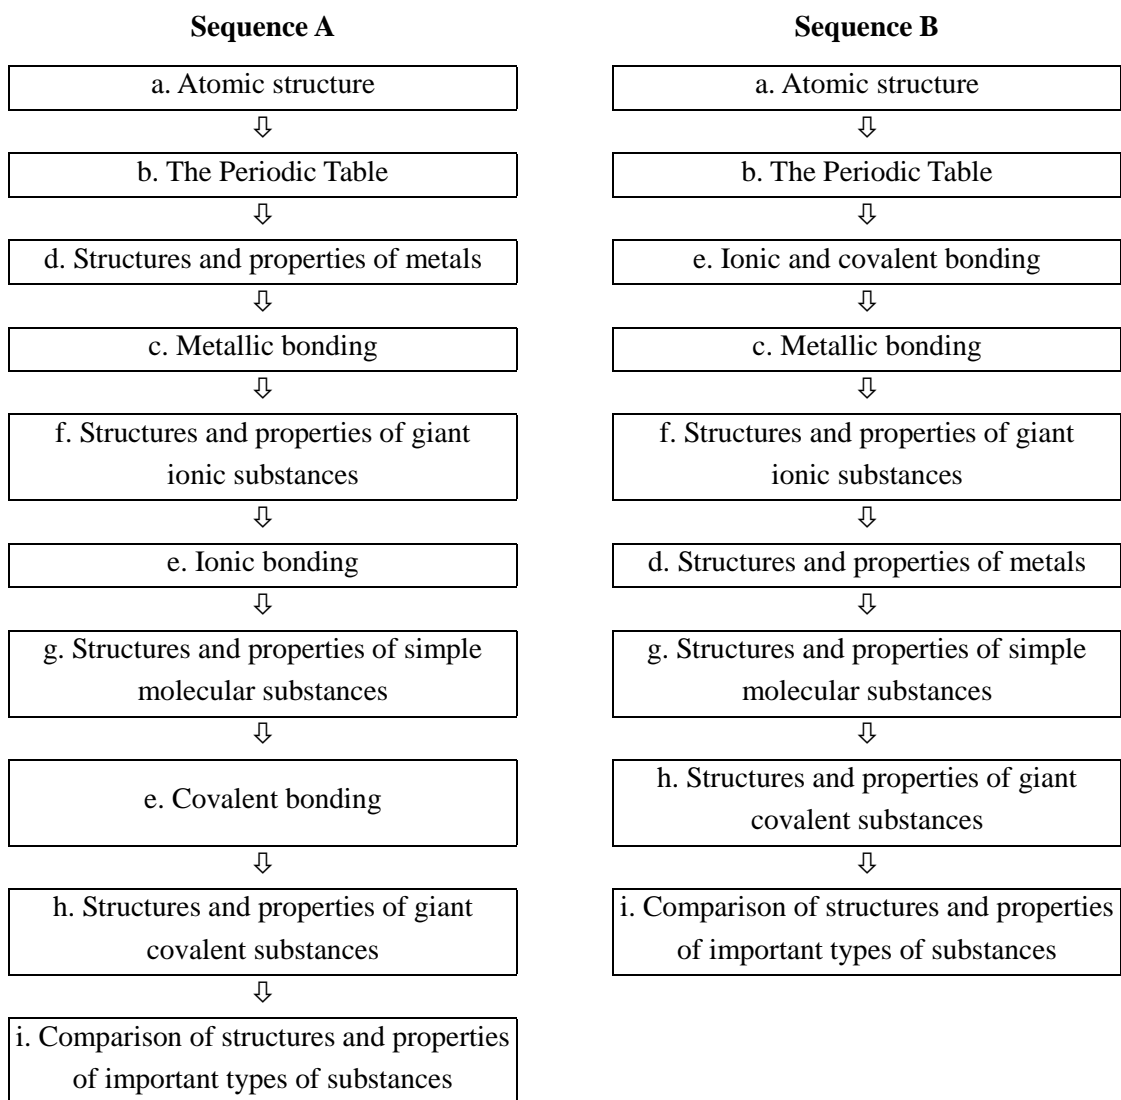 Sequence A
a. Atomic structure
b. The Periodic Table
d. Structures and properties of metals
c. Metallic bonding
f. Structures and properties of giant
ionic substances
e. Ionic bonding
g. Structures and properties of simple
molecular substances
e. Covalent bonding
h. Structures and properties of giant
covalent substances
i. Comparison of structures and properties
of important types of substances
Sequence B
a. Atomic structure
b. The Periodic Table
e. Ionic and covalent bonding
c. Metallic bonding
f. Structures and properties of giant
ionic substances
d. Structures and properties of metals
g. Structures and properties of simple
molecular substances
h. Structures and properties of giant
covalent substances
i. Comparison of structures and properties
of important types of substances